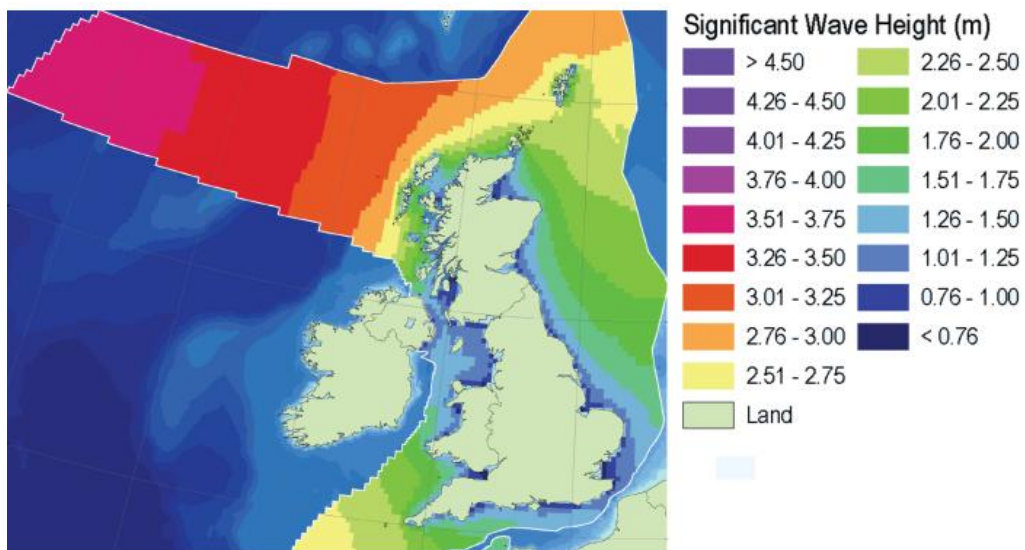 Significant Wave Height (m)
> 4.50
4.26 - 4.50
4.01 - 4.25
3.76 - 4.00
3.51 - 3.75
3.26 - 3.50
3.01 - 3.25
2.76 - 3.00
2.51 - 2.75
Land
2.26 - 2.50
2.01 - 2.25
1.76 - 2.00
1.51 - 1.75
1.26 - 1.50
1.01 - 1.25
0.76 - 1.00
< 0.76